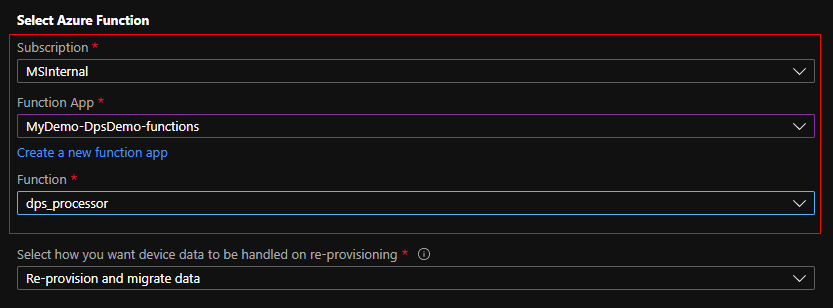 Select Azure Function
Subscription *
MSInternal
Function App *
MyDemo-DpsDemo-functions
Create a new function app
Function *
dps_processor
Select how you want device data to be handled on re-provisioning *
Re-provision and migrate data